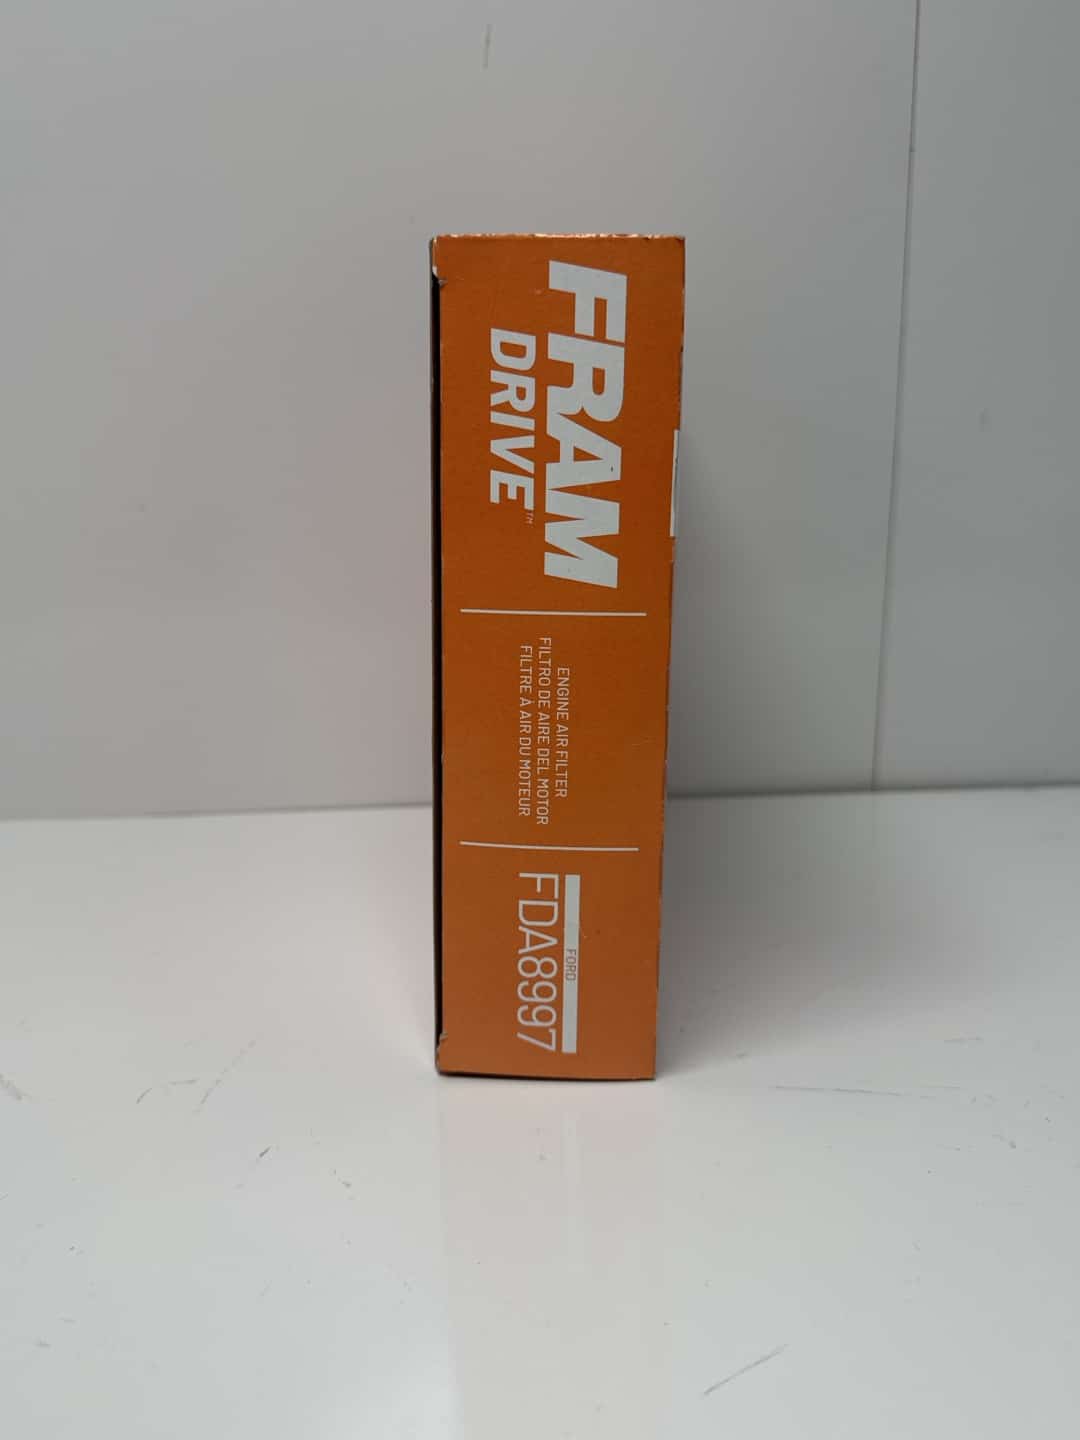 FRAM
DRIVE™
ENGINE AIR FILTER
FILTRO DE AIRE DEL MOTOR
FILTRE À AIR DU MOTEUR
FORD
FDA8997